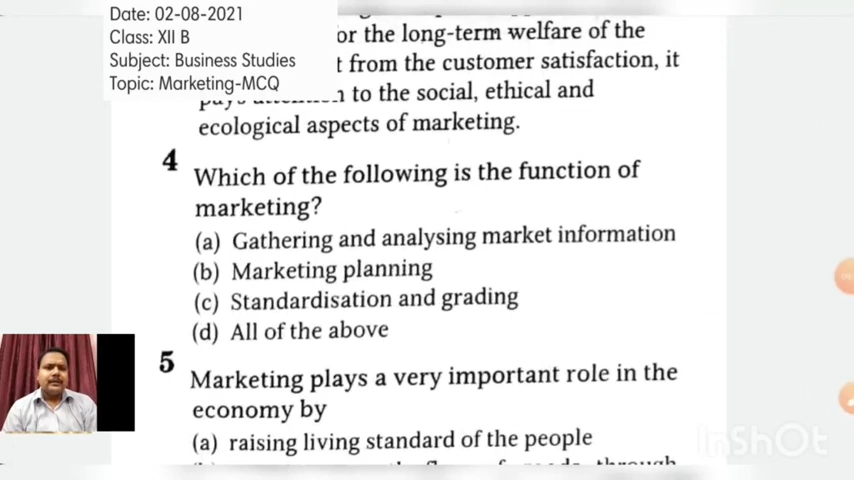 Date: 02-08-2021
Class: XII B
Subject: Business Studies
Topic: Marketing-MCQ
or the long-term welfare of the
t from the customer satisfaction, it
to the social, ethical and
ecological aspects of marketing.
4
Which of the following is the function of
marketing?
(a) Gathering and analysing market information
(b) Marketing planning
(c) Standardisation and grading
(d) All of the above
5
Marketing plays a very important role in the
economy by
(a) raising living standard of the people
through
InShOt